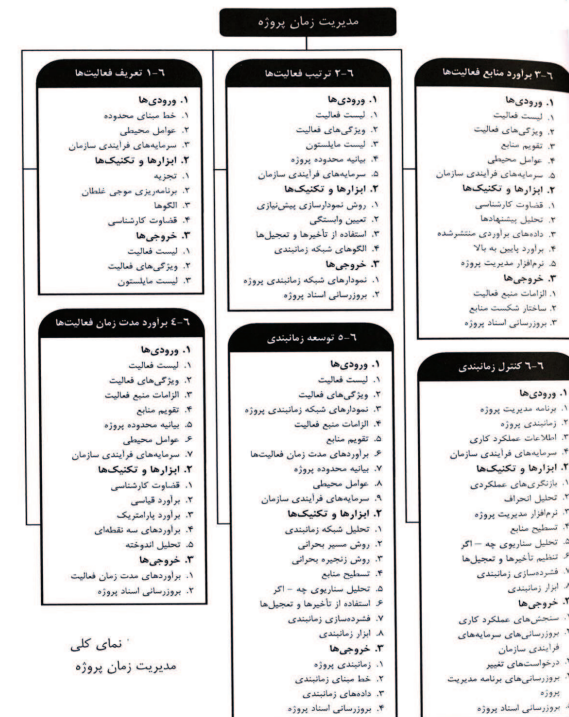 مدیریت زمان پروژه
۶-۱ تعریف فعالیت‌ها
۱. ورودی‌ها
۱. خط مبنای محدوده
۲. عوامل محیطی
۳. سرمایه‌های فرآیندی سازمان
۲. ابزارها و تکنیک‌ها
۱. تجزیه
۲. برنامه‌ریزی موجی غلطان
۳. الگوها
۴. قضاوت کارشناسی
۳. خروجی‌ها
۱. لیست فعالیت
۲. ویژگی‌های فعالیت
۳. لیست مایلستون
۶-۲ ترتیب فعالیت‌ها
۱. ورودی‌ها
۱. لیست فعالیت
۲. ویژگی‌های فعالیت
۳. لیست مایلستون
۴. بیانیه محدوده پروژه
۵. سرمایه‌های فرآیندی سازمان
۲. ابزارها و تکنیک‌ها
۱. روش نمودارسازی پیش‌نیازی
۲. تعیین وابستگی
۳. استفاده از تأخیرها و تعجیل‌ها
۴. الگوهای شبکه زمانبندی
۳. خروجی‌ها
۱. نمودارهای شبکه زمانبندی پروژه
۲. بروزرسانی اسناد پروژه
۶-۳ برآورد منابع فعالیت‌ها
۱. ورودی‌ها
۱. لیست فعالیت
۲. ویژگی‌های فعالیت
۳. تقویم منابع
۴. عوامل محیطی
۵. سرمایه‌های فرآیندی سازمان
۲. ابزارها و تکنیک‌ها
۱. قضاوت کارشناسی
۲. تحلیل پیشنهادها
۳. داده‌های برآوردی منتشرشده
۴. برآورد پایین به بالا
۵. نرم‌افزار مدیریت پروژه
۳. خروجی‌ها
۱. الزامات منبع فعالیت
۲. ساختار شکست منابع
۳. بروزرسانی اسناد پروژه
۶-۴ برآورد مدت زمان فعالیت‌ها
۱. ورودی‌ها
۱. لیست فعالیت
۲. ویژگی‌های فعالیت
۳. الزامات منبع فعالیت
۴. تقویم منابع
۵. بیانیه محدوده پروژه
۶. عوامل محیطی
۷. سرمایه‌های فرآیندی سازمان
۲. ابزارها و تکنیک‌ها
۱. قضاوت کارشناسی
۲. برآورد قیاسی
۳. برآورد پارامتریک
۴. برآوردهای سه نقطه‌ای
۵. تحلیل اندوخته
۳. خروجی‌ها
۱. برآوردهای مدت زمان فعالیت
۲. بروزرسانی اسناد پروژه
۶-۵ توسعه زمانبندی
۱. ورودی‌ها
۱. لیست فعالیت
۲. ویژگی‌های فعالیت
۳. نمودارهای شبکه زمانبندی پروژه
۴. الزامات منبع فعالیت
۵. تقویم منابع
۶. برآوردهای مدت زمان فعالیت‌ها
۷. بیانیه محدوده پروژه
۸. عوامل محیطی
۹. سرمایه‌های فرآیندی سازمان
۲. ابزارها و تکنیک‌ها
۱. تحلیل شبکه زمانبندی
۲. روش مسیر بحرانی
۳. روش زنجیره بحرانی
۴. تسطیح منابع
۵. تحلیل سناریوی چه – اگر
۶. استفاده از تأخیرها و تعجیل‌ها
۷. فشرده‌سازی زمانبندی
۸. ابزار زمانبندی
۳. خروجی‌ها
۱. زمانبندی پروژه
۲. خط مبنای زمانبندی
۳. داده‌های زمانبندی
۴. بروزرسانی اسناد پروژه
۶-۶ کنترل زمانبندی
۱. ورودی‌ها
۱. برنامه مدیریت پروژه
۲. زمانبندی پروژه
۳. اطلاعات عملکرد کاری
۴. سرمایه‌های فرآیندی سازمان
۲. ابزارها و تکنیک‌ها
۱. بازنگری‌های عملکردی
۲. تحلیل انحراف
۳. نرم‌افزار مدیریت پروژه
۴. تسطیح منابع
۵. تحلیل سناریوی چه – اگر
۶. تنظیم تأخیرها و تعجیل‌ها
۷. فشرده‌سازی زمانبندی
۸. ابزار زمانبندی
۳. خروجی‌ها
۱. سنجش‌های عملکرد کاری
۲. بروزرسانی‌های سرمایه‌های
فرآیندی سازمان
درخواست‌های تغییر
بروزرسانی‌های برنامه مدیریت
پروژه
بروزرسانی اسناد پروژه
نمای کلی
مدیریت زمان پروژه